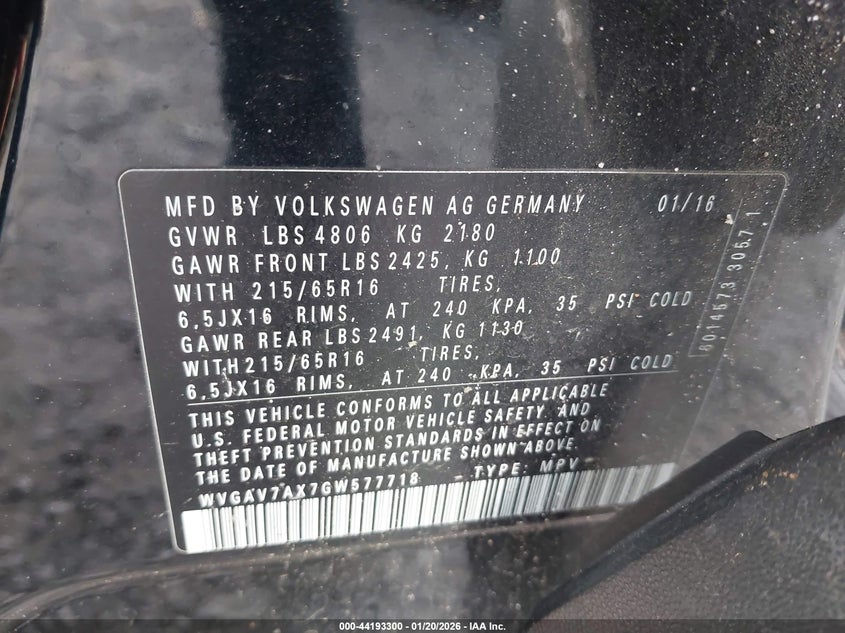 MFD BY VOLKSWAGEN AG GERMANY 01/16
GVWR LBS 4806 KG 2180
GAWR FRONT LBS 2425, KG 1100
WITH 215/65R16 TIRES,
6,5JX16 RIMS, AT 240 KPA, 35 PSI COLD
GAWR REAR LBS 2491, KG 1130
WITH 215/65R16 TIRES,
6,5JX16 RIMS, AT 240 KPA, 35 PSI COLD
THIS VEHICLE CONFORMS TO ALL APPLICABLE
U.S. FEDERAL MOTOR VEHICLE SAFETY, AND
THEFT PREVENTION STANDARDS IN EFFECT ON
THE DATE OF MANUFACTURE SHOWN ABOVE.
WVGAV7AX7GW577718 - TYPE: MPV -
000-44193300 - 01/20/2026 - IAA Inc.